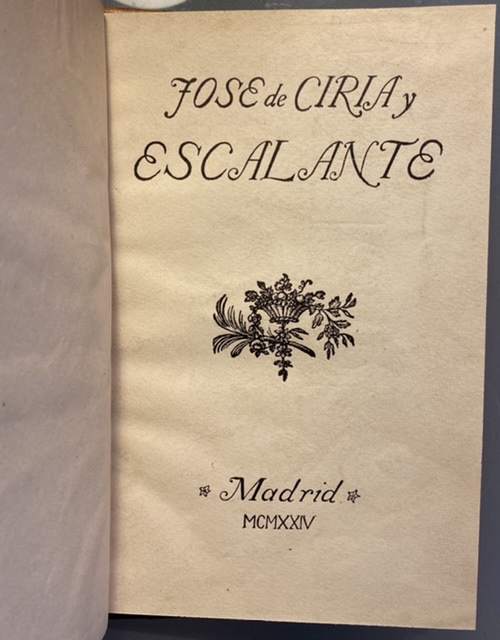 JOSE de CIRIA y
ESCALANTE
Madrid
MCMXXIV